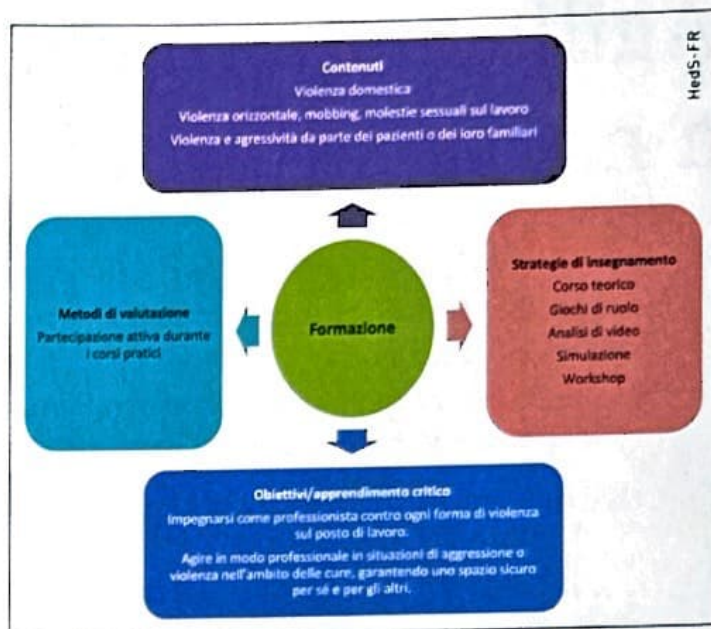 HedS-FR
Contenuti
Violenza domestica
Violenza orizzontale, mobbing, molestie sessuali sul lavoro
Violenza e agressività da parte dei pazienti o dei loro familiari
Metodi di valutazione
Partecipazione attiva durante
i corsi pratici
Formazione
Strategie di insegnamento
Corso teorico
Giochi di ruolo
Analisi di video
Simulazione
Workshop
Obiettivi/apprendimento critico
Impegnarsi come professionista contro ogni forma di violenza
sul posto di lavoro.
Agire in modo professionale in situazioni di aggressione o
violenza nell'ambito delle cure, garantendo uno spazio sicuro
per sé e per gli altri.